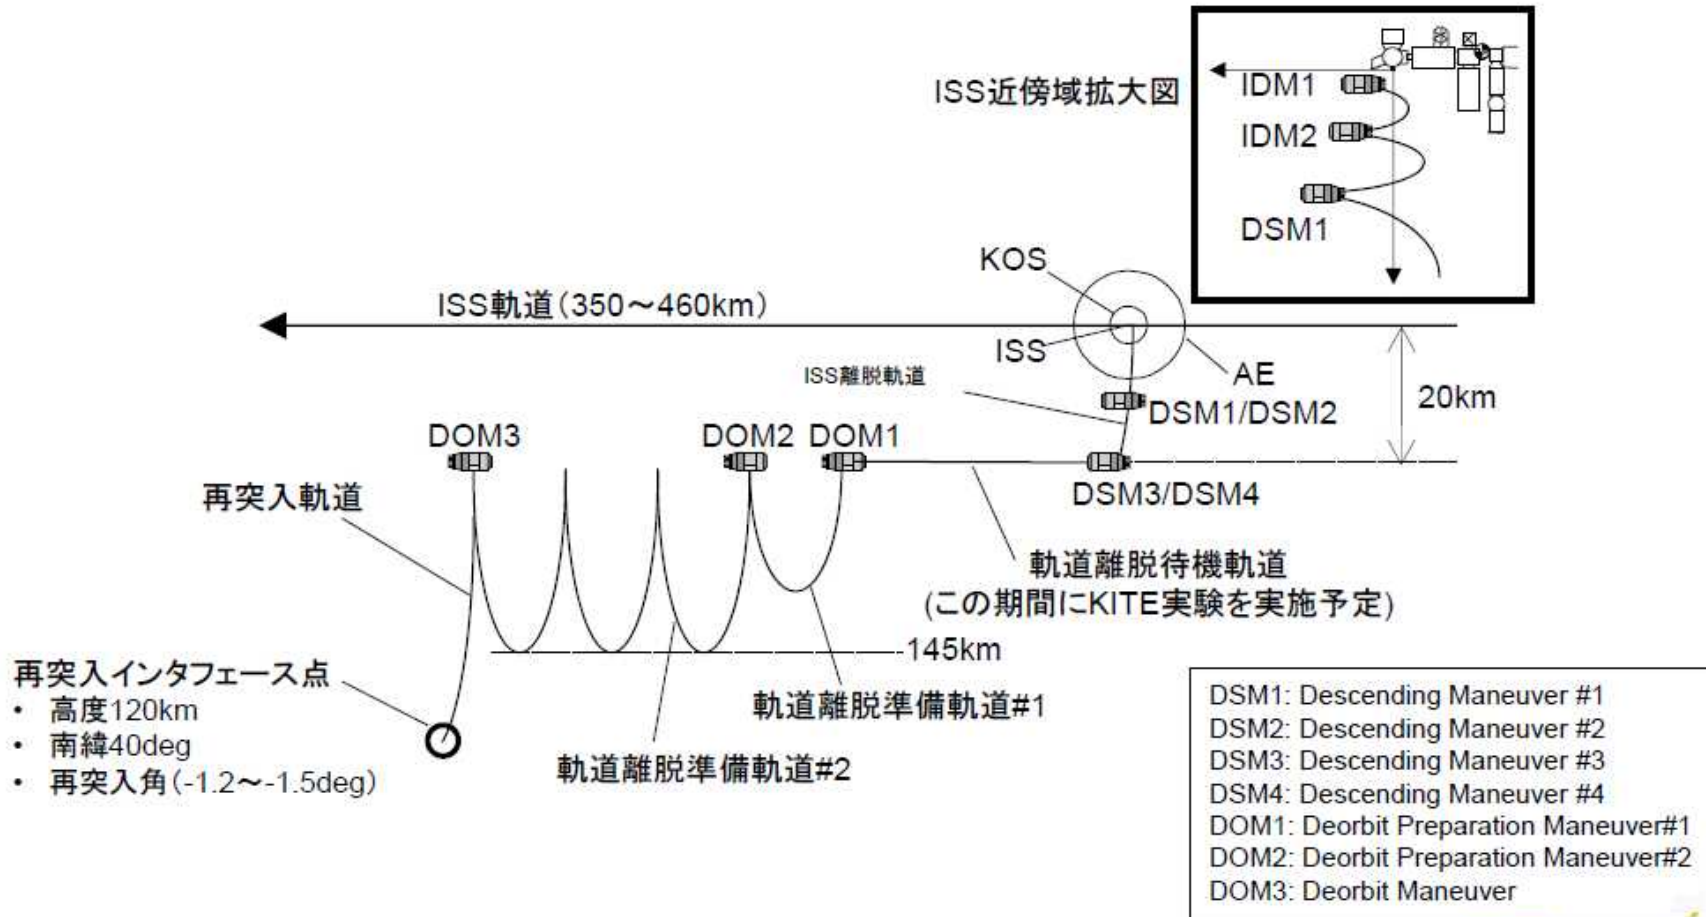 ISS近傍域拡大図
IDM1
IDM2
DSM1
KOS
ISS軌道(350～460km)
ISS
AE
ISS離脱軌道
DSM1/DSM2
20km
DOM3
DOM2
DOM1
DSM3/DSM4
再突入軌道
軌道離脱待機軌道
(この期間にKITE実験を実施予定)
145km
再突入インタフェース点
• 高度120km
• 南緯40deg
• 再突入角(-1.2～-1.5deg)
軌道離脱準備軌道#1
軌道離脱準備軌道#2
DSM1: Descending Maneuver #1
DSM2: Descending Maneuver #2
DSM3: Descending Maneuver #3
DSM4: Descending Maneuver #4
DOM1: Deorbit Preparation Maneuver#1
DOM2: Deorbit Preparation Maneuver#2
DOM3: Deorbit Maneuver